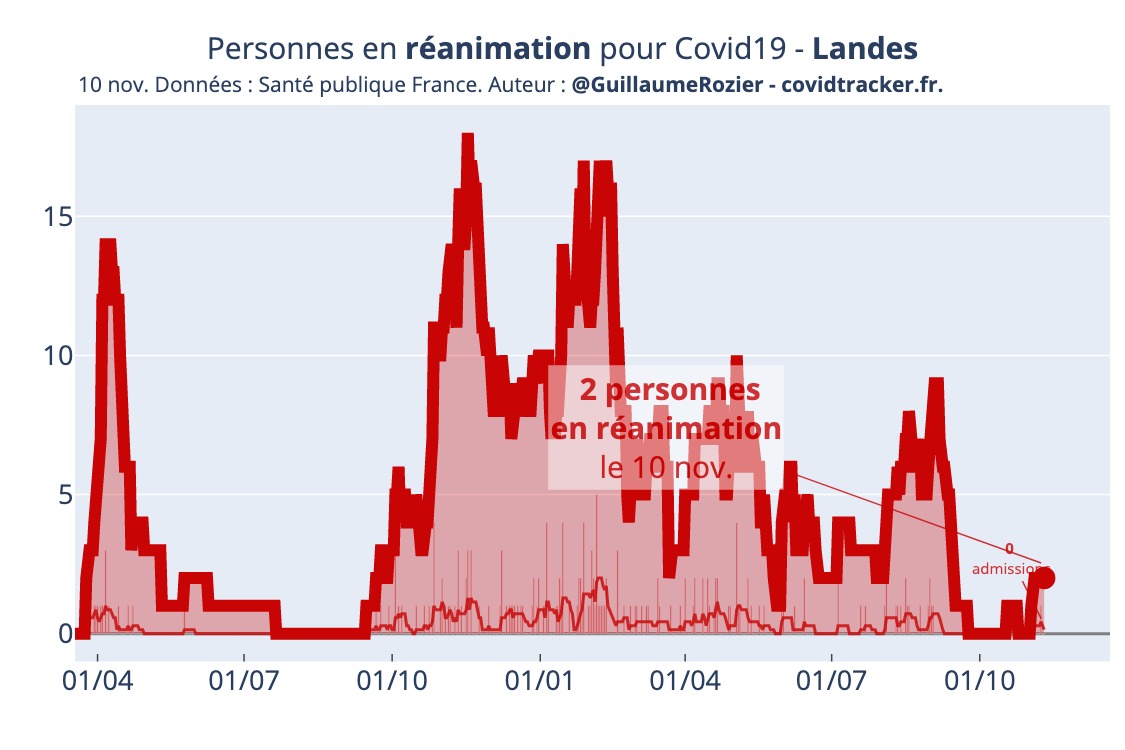 Personnes en réanimation pour Covid19 - Landes
10 nov. Données : Santé publique France. Auteur : @GuillaumeRozier - covidtracker.fr.
15
10
5
0
2 personnes
en réanimation
le 10 nov.
0
admissions
01/04
01/07
01/10
01/01
01/04
01/07
01/10